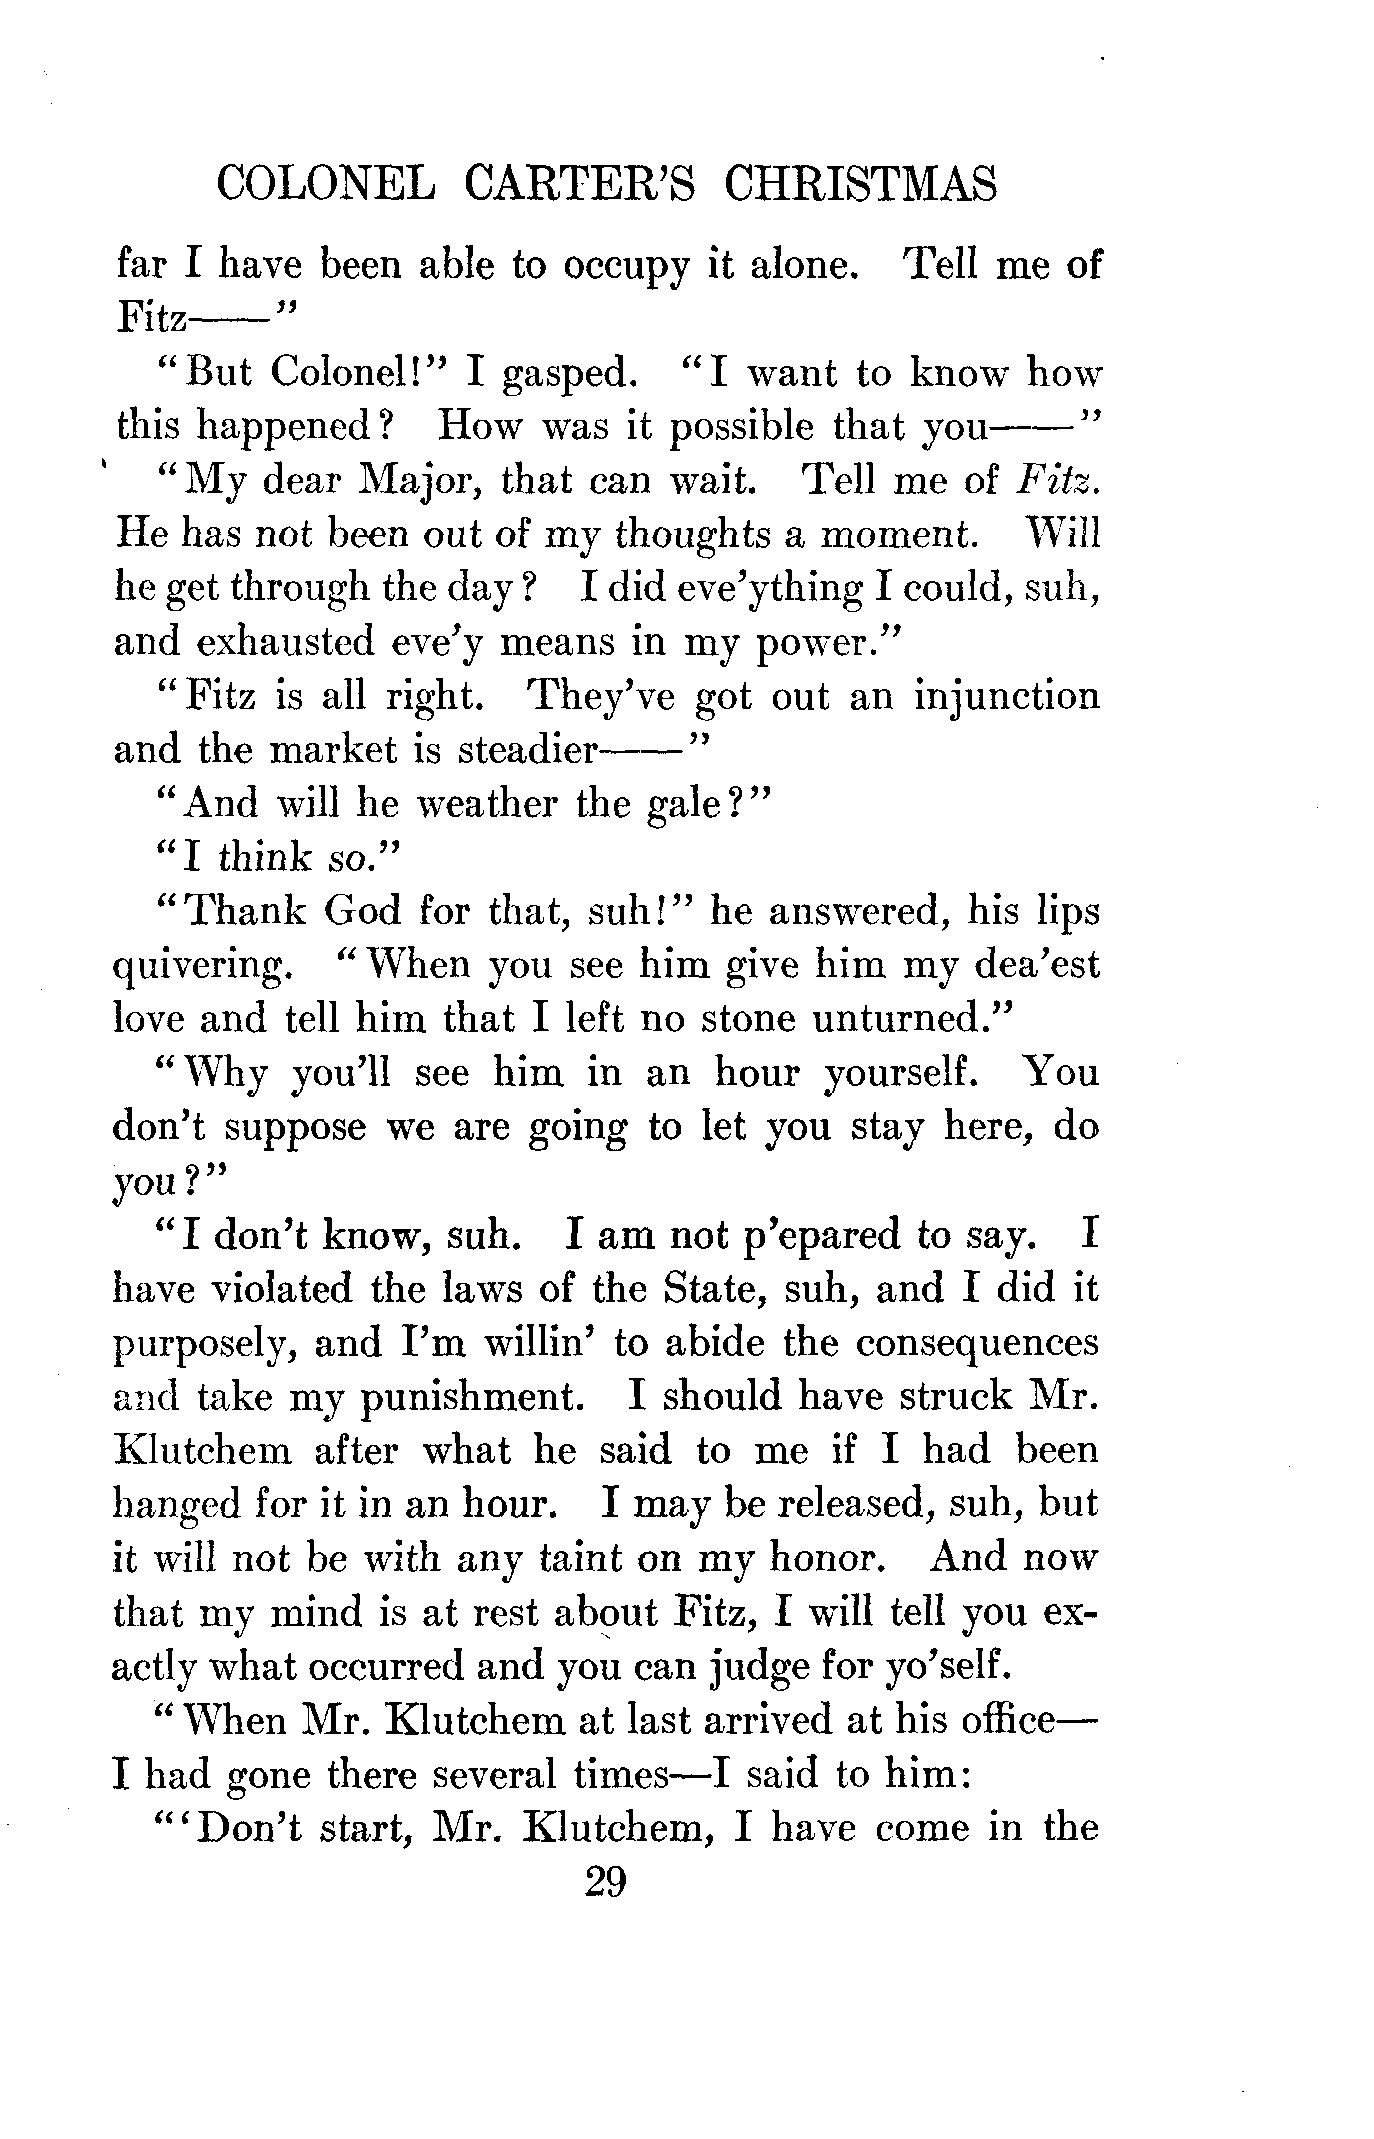 COLONEL CARTER'S CHRISTMAS
far I have been able to occupy it alone. Tell me of
Fitz——"
"But Colonel!" I gasped. "I want to know how
this happened? How was it possible that you——"
"My dear Major, that can wait. Tell me of Fitz.
He has not been out of my thoughts a moment. Will
he get through the day? I did eve'ything I could, suh,
and exhausted eve'y means in my power."
"Fitz is all right. They've got out an injunction
and the market is steadier——"
"And will he weather the gale?"
"I think so."
"Thank God for that, suh!" he answered, his lips
quivering. "When you see him give him my dea'est
love and tell him that I left no stone unturned."
"Why you'll see him in an hour yourself. You
don't suppose we are going to let you stay here, do
you?"
"I don't know, suh. I am not p'epared to say. I
have violated the laws of the State, suh, and I did it
purposely, and I'm willin' to abide the consequences
and take my punishment. I should have struck Mr.
Klutchem after what he said to me if I had been
hanged for it in an hour. I may be released, suh, but
it will not be with any taint on my honor. And now
that my mind is at rest about Fitz, I will tell you ex-
actly what occurred and you can judge for yo'self.
"When Mr. Klutchem at last arrived at his office—
I had gone there several times—I said to him:
"'Don't start, Mr. Klutchem, I have come in the
29